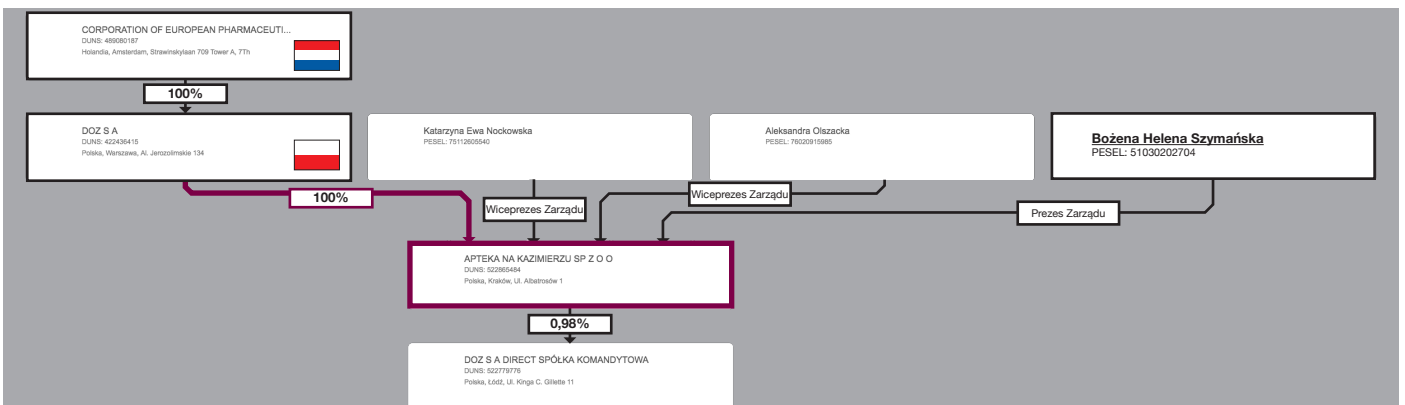 CORPORATION OF EUROPEAN PHARMACEUTI...
DUNS: 489080187
Holandia, Amsterdam, Strawinskylaan 709 Tower A, 7Th
100%
DOZ S A
DUNS: 422436415
Polska, Warszawa, Al. Jerozolimskie 134
Katarzyna Ewa Nockowska
PESEL: 75112605540
Aleksandra Olszacka
PESEL: 76020915985
Bożena Helena Szymańska
PESEL: 51030202704
100%
Wiceprezes Zarządu
Wiceprezes Zarządu
Prezes Zarządu
APTEKA NA KAZIMIERZU SP Z O O
DUNS: 522865484
Polska, Kraków, Ul. Albatrosów 1
0,98%
DOZ S A DIRECT SPÓŁKA KOMANDYTOWA
DUNS: 522779776
Polska, Łódź, Ul. Kinga C. Gillette 11